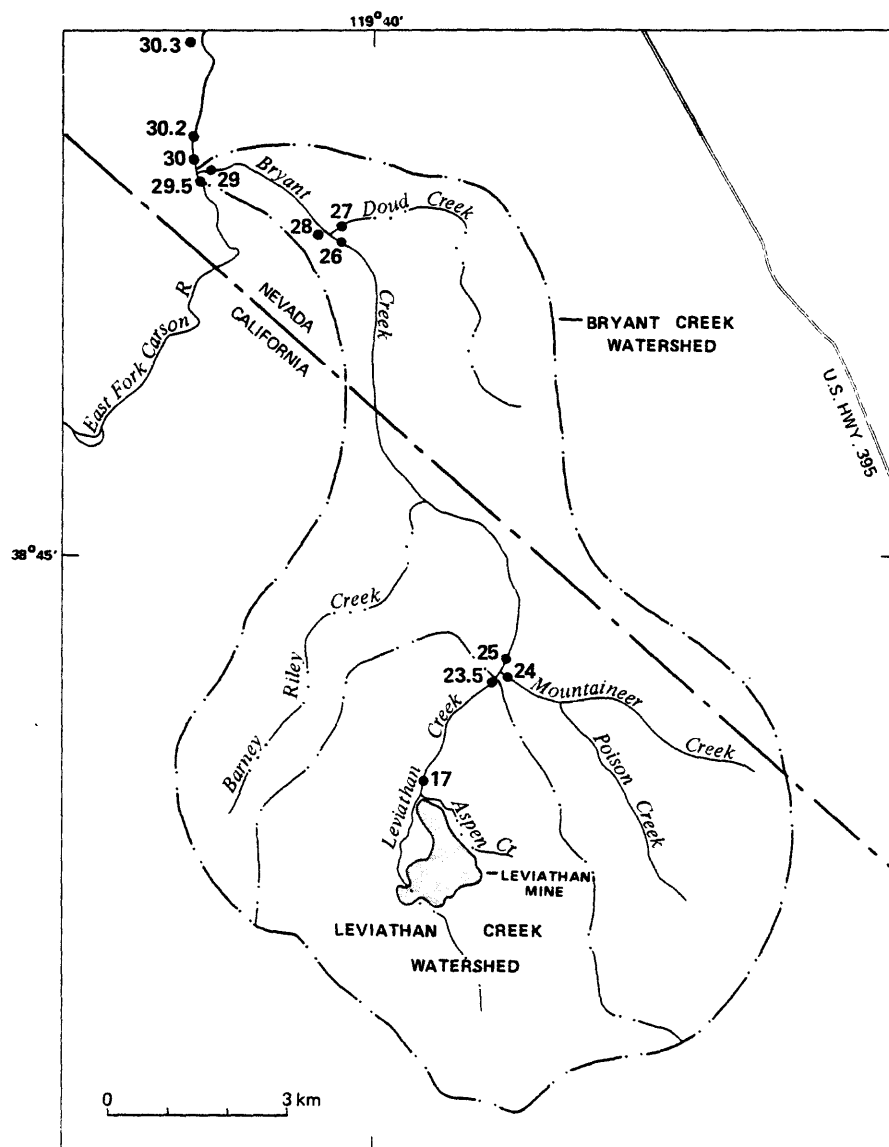 119°40'
30.3
30.2
30
29
29.5
Bryant
27
Doud Creek
28
26
Creek
NEVADA
CALIFORNIA
East Fork Carson R
BRYANT CREEK
WATERSHED
U.S. HWY. 395
38°45'
Barney Riley Creek
25
24
23.5
Mountaineer Creek
Poison Creek
17
Leviathan Creek
Aspen Cr
LEVIATHAN
MINE
LEVIATHAN CREEK
WATERSHED
0 3 km